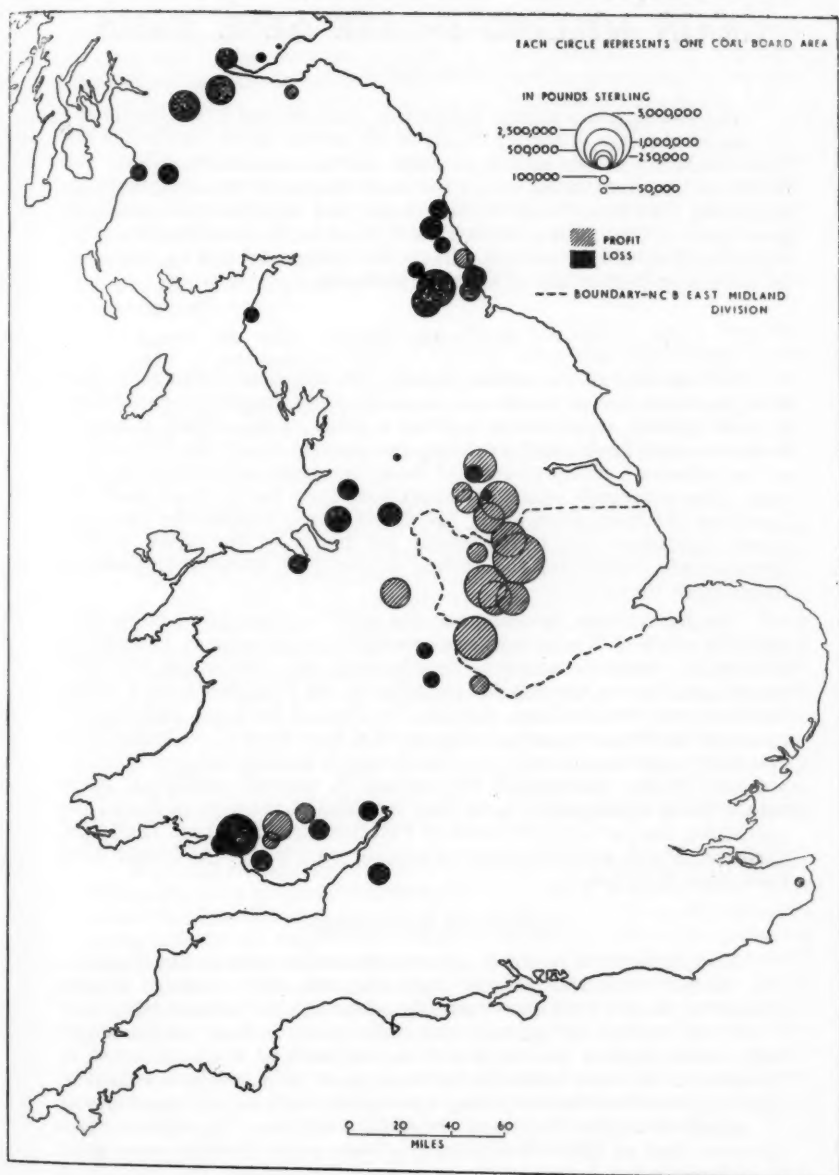 EACH CIRCLE REPRESENTS ONE COAL BOARD AREA
IN POUNDS STERLING
5,000,000
2,500,000
1,000,000
500,000
250,000
100,000
50,000
PROFIT
LOSS
BOUNDARY-NCB EAST MIDLAND
DIVISION
0 20 40 60
MILES